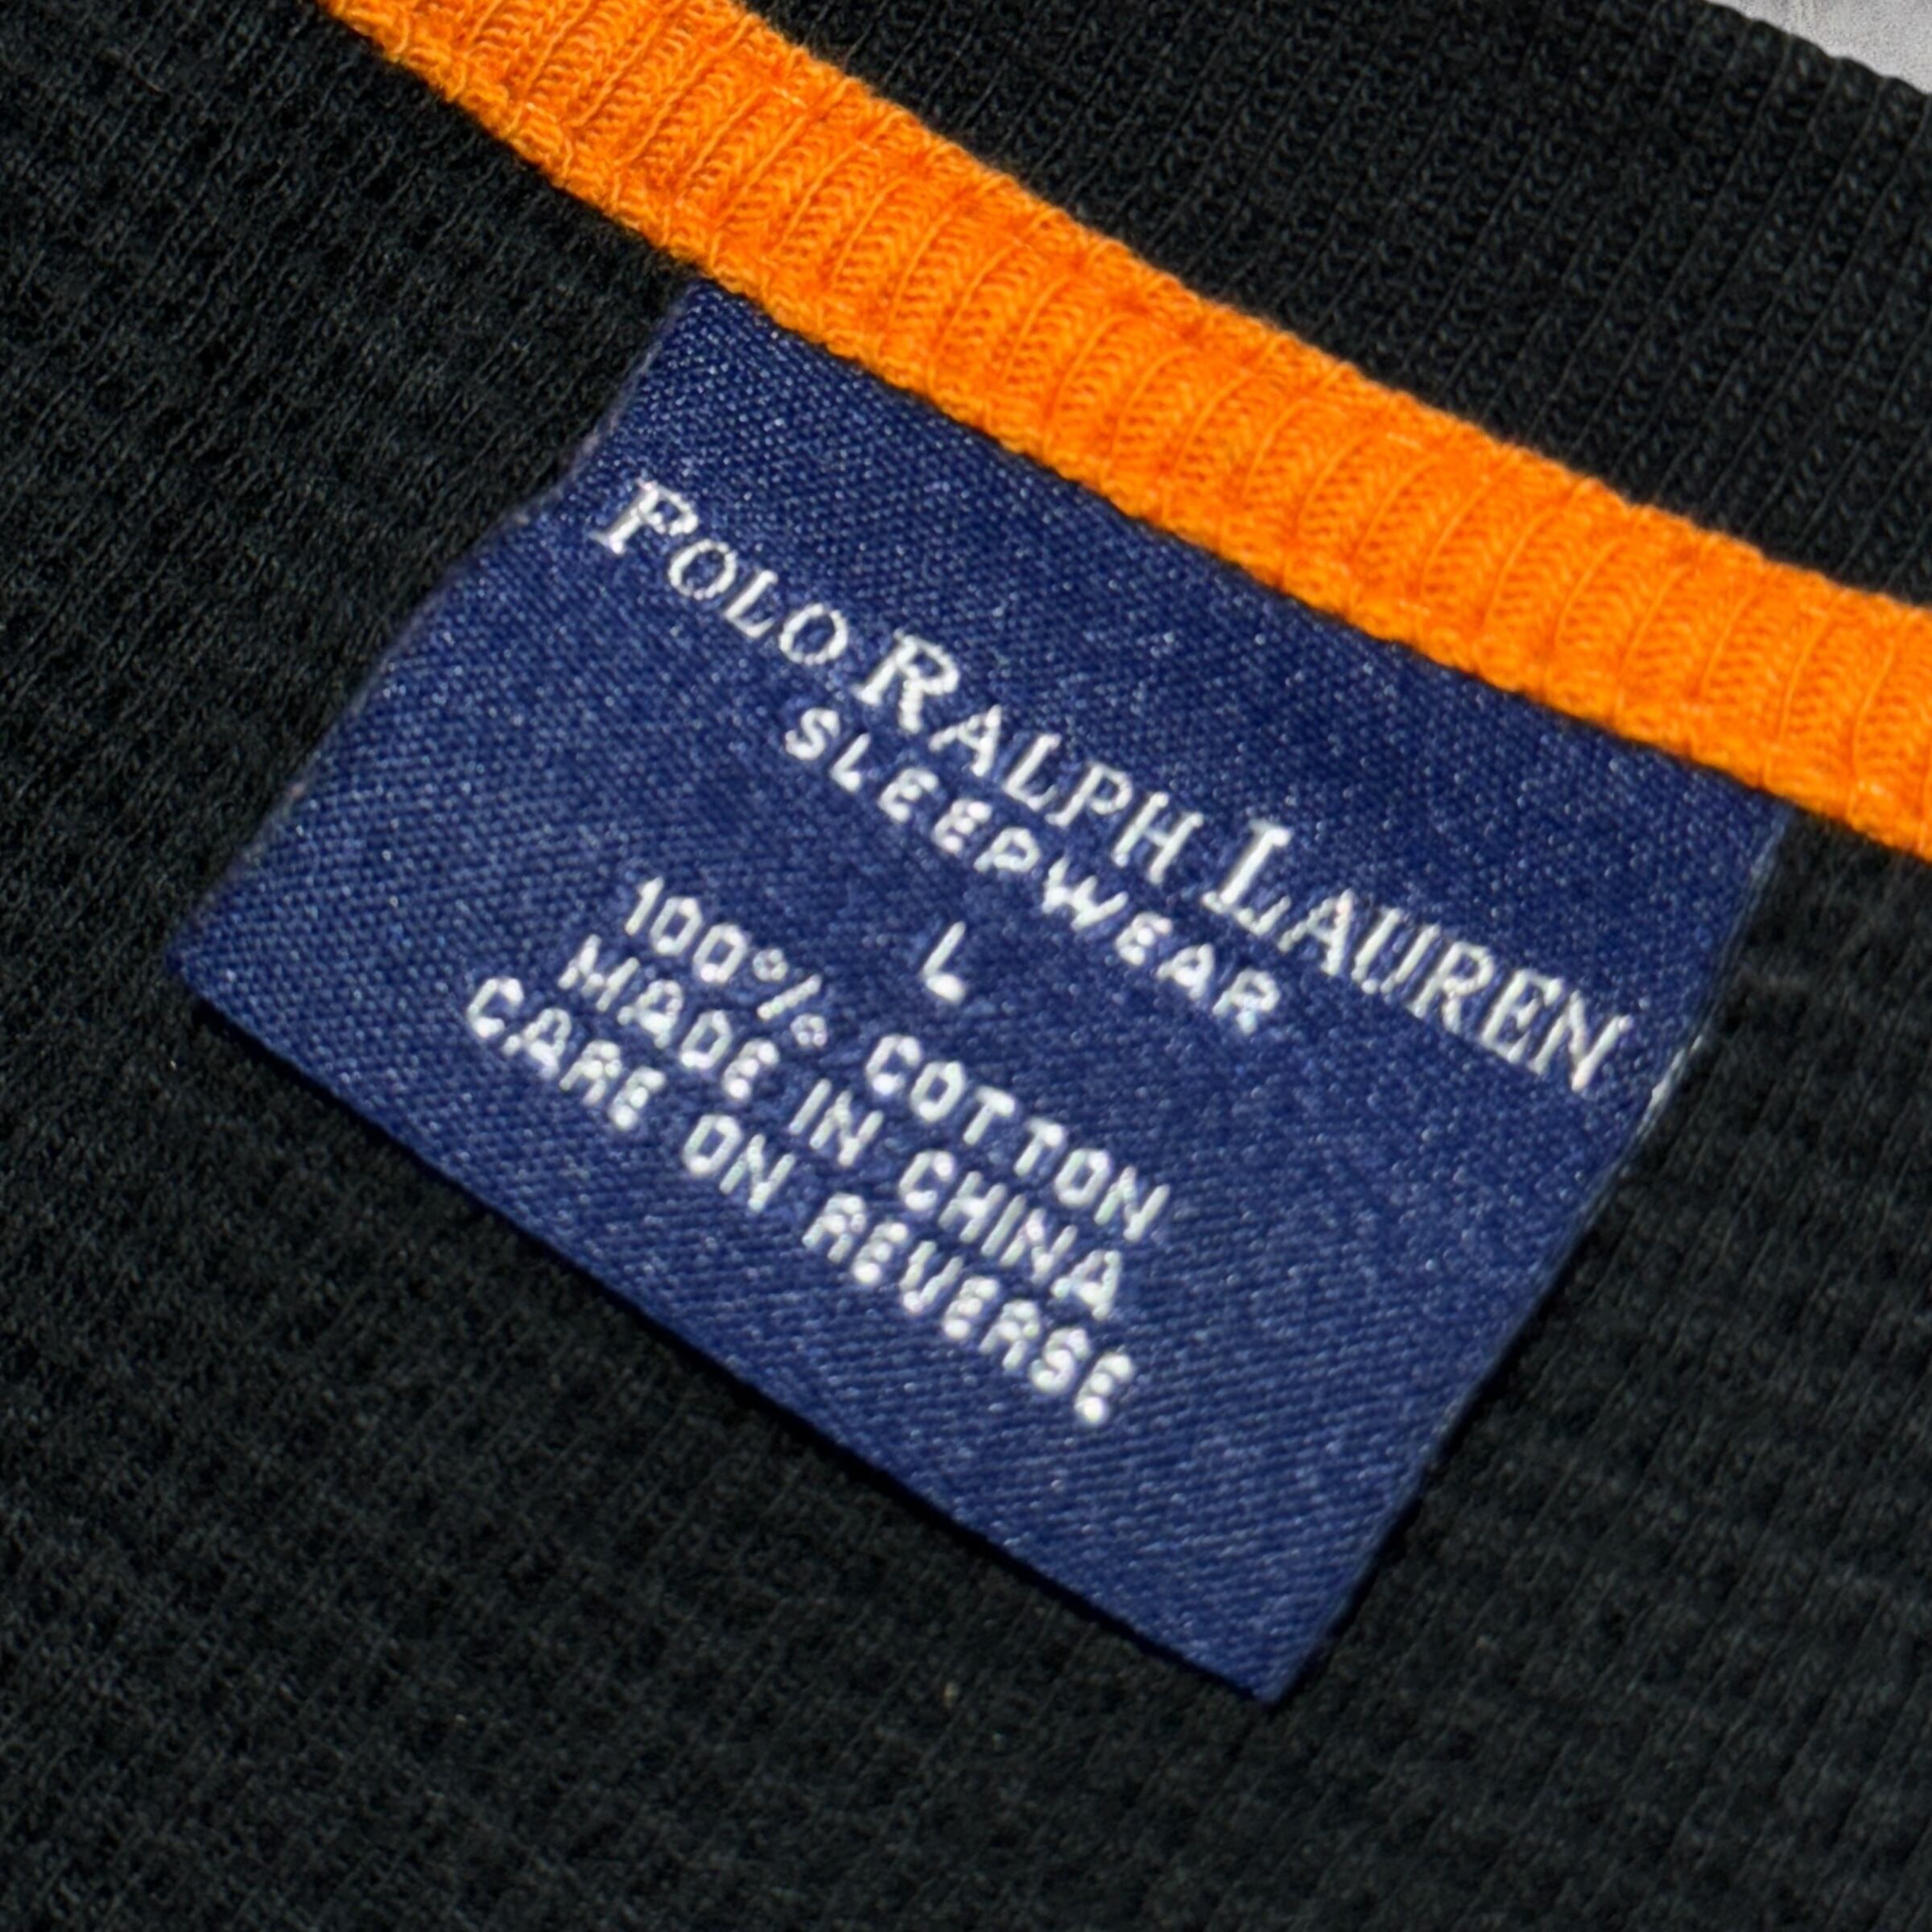 POLO RALPH LAUREN
SLEEPWEAR
L
100% COTTON
MADE IN CHINA
CARE ON REVERSE